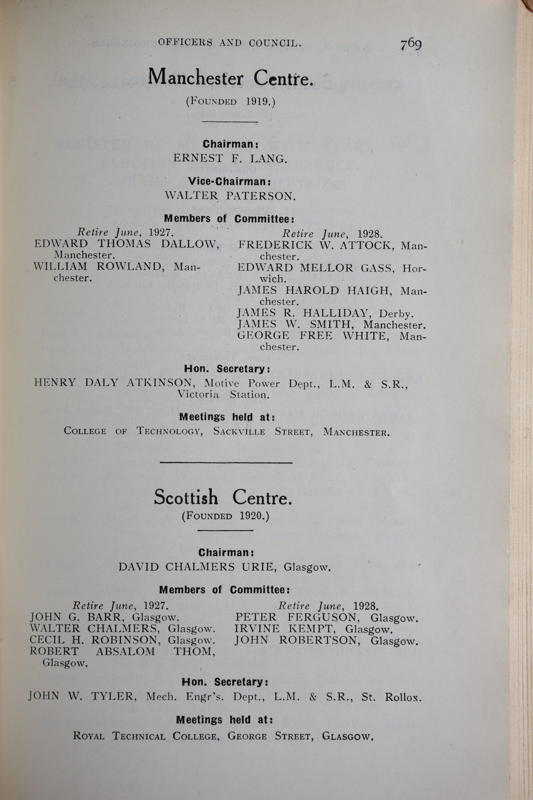 OFFICERS AND COUNCIL. 769
Manchester Centre.
(Founded 1919.)
Chairman:
ERNEST F. LANG.
Vice-Chairman:
WALTER PATERSON.
Members of Committee:
Retire June, 1927.
EDWARD THOMAS DALLOW,
Manchester.
WILLIAM ROWLAND, Man-
chester.
Retire June, 1928.
FREDERICK W. ATTOCK, Man-
chester.
EDWARD MELLOR GASS, Hor-
wich.
JAMES HAROLD HAIGH, Man-
chester.
JAMES R. HALLIDAY, Derby.
JAMES W. SMITH, Manchester.
GEORGE FREE WHITE, Man-
chester.
Hon. Secretary:
HENRY DALY ATKINSON, Motive Power Dept., L.M. & S.R.,
Victoria Station.
Meetings held at:
College of Technology, Sackville Street, Manchester.
Scottish Centre.
(Founded 1920.)
Chairman:
DAVID CHALMERS URIE, Glasgow.
Members of Committee:
Retire June, 1927.
JOHN G. BARR, Glasgow.
WALTER CHALMERS, Glasgow.
CECIL H. ROBINSON, Glasgow.
ROBERT ABSALOM THOM,
Glasgow.
Retire June, 1928.
PETER FERGUSON, Glasgow.
IRVINE KEMPT, Glasgow.
JOHN ROBERTSON, Glasgow.
Hon. Secretary:
JOHN W. TYLER, Mech. Engr's. Dept., L.M. & S.R., St. Rollox.
Meetings held at:
Royal Technical College, George Street, Glasgow.